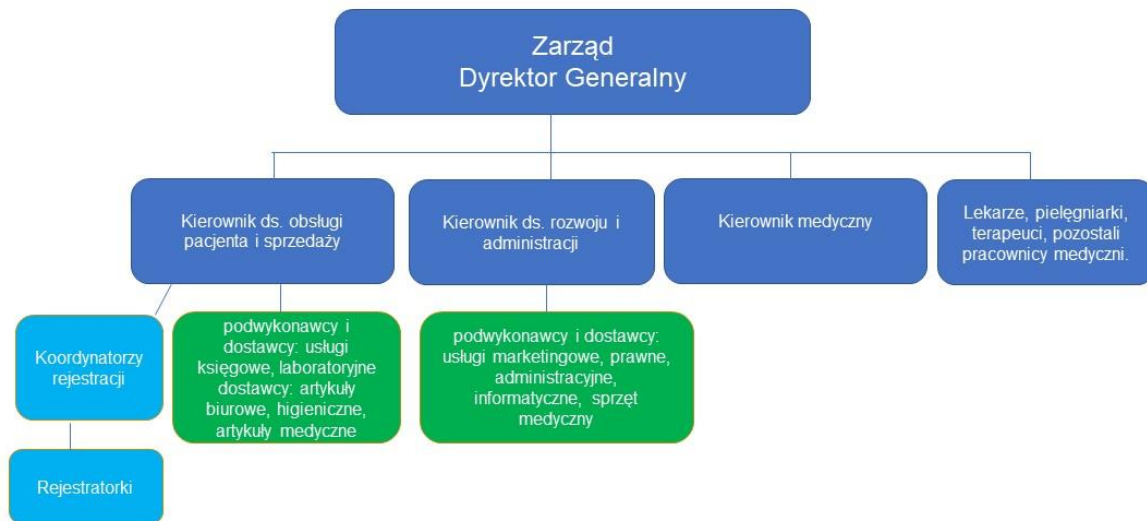 Zarząd
Dyrektor Generalny
Kierownik ds. obsługi
pacjenta i sprzedaży
Kierownik ds. rozwoju i
administracji
Kierownik medyczny
Lekarze, pielęgniarki,
terapeuci, pozostali
pracownicy medyczni.
Koordynatorzy
rejestracji
podwykonawcy i
dostawcy: usługi
księgowe, laboratoryjne
dostawcy: artykuły
biurowe, higieniczne,
artykuły medyczne
podwykonawcy i dostawcy:
usługi marketingowe, prawne,
administracyjne,
informatyczne, sprzęt
medyczny
Rejestratorki